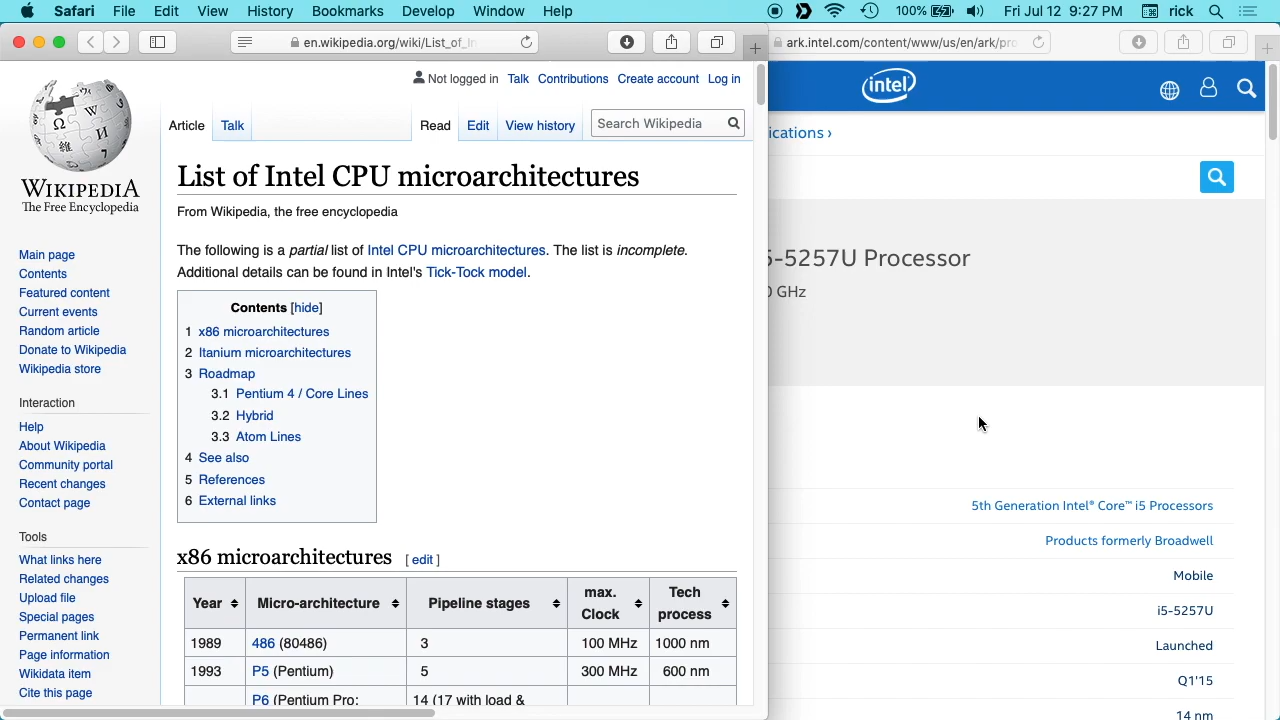 Safari File Edit View History Bookmarks Develop Window Help 100% Fri Jul 12 9:27 PM rick
en.wikipedia.org/wiki/List_of_In
ark.intel.com/content/www/us/en/ark/pro
Not logged in Talk Contributions Create account Log in
Article Talk Read Edit View history Search Wikipedia
WIKIPEDIA
The Free Encyclopedia
Main page
Contents
Featured content
Current events
Random article
Donate to Wikipedia
Wikipedia store
Interaction
Help
About Wikipedia
Community portal
Recent changes
Contact page
Tools
What links here
Related changes
Upload file
Special pages
Permanent link
Page information
Wikidata item
Cite this page
List of Intel CPU microarchitectures
From Wikipedia, the free encyclopedia
The following is a partial list of Intel CPU microarchitectures. The list is incomplete.
Additional details can be found in Intel's Tick-Tock model.
Contents [hide]
1 x86 microarchitectures
2 Itanium microarchitectures
3 Roadmap
3.1 Pentium 4 / Core Lines
3.2 Hybrid
3.3 Atom Lines
4 See also
5 References
6 External links
x86 microarchitectures [ edit ]
Year Micro-architecture Pipeline stages max. Clock Tech process
1989 486 (80486) 3 100 MHz 1000 nm
1993 P5 (Pentium) 5 300 MHz 600 nm
P6 (Pentium Pro; 14 (17 with load &
intel
ications ›
5-5257U Processor
0 GHz
5th Generation Intel® Core™ i5 Processors
Products formerly Broadwell
Mobile
i5-5257U
Launched
Q1'15
14 nm